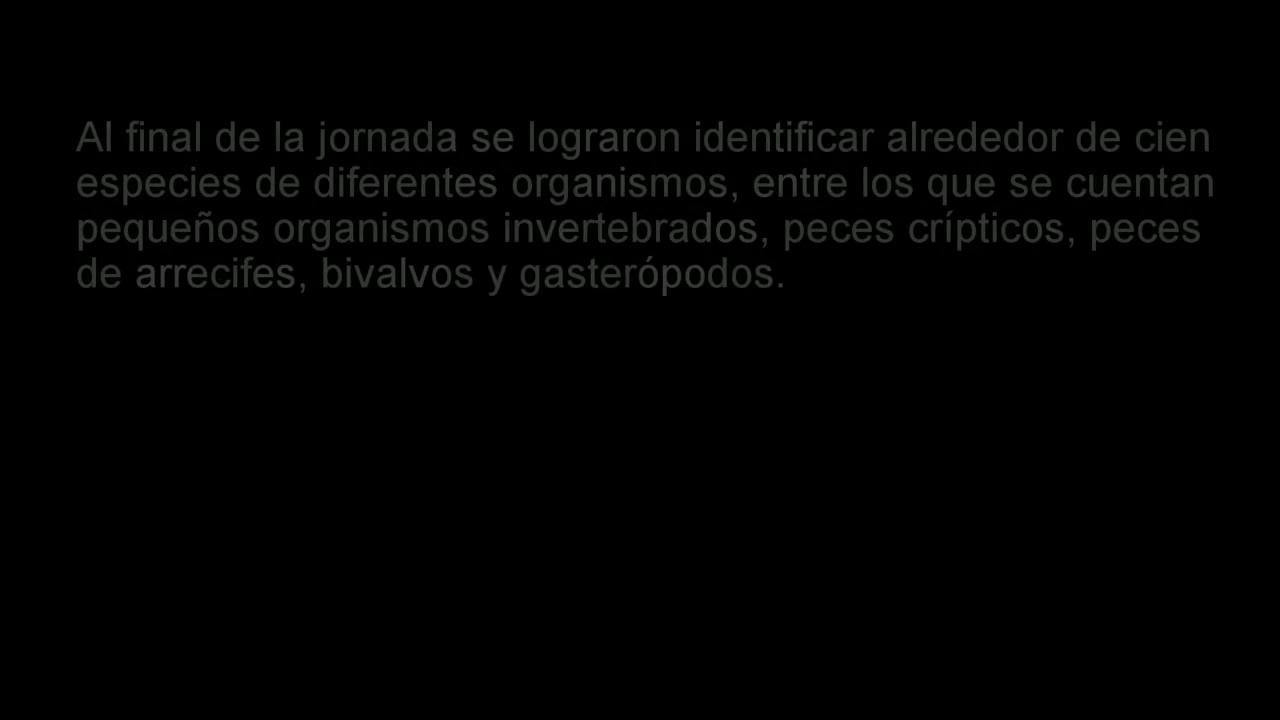 Al final de la jornada se lograron identificar alrededor de cien
especies de diferentes organismos, entre los que se cuentan
pequeños organismos invertebrados, peces crípticos, peces
de arrecifes, bivalvos y gasterópodos.